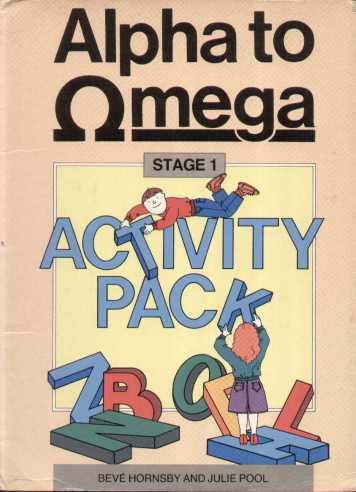 Alpha to
Ωmega
STAGE 1
ACTIVITY
PACK
Z B O F L
N H
BEVÉ HORNSBY AND JULIE POOL